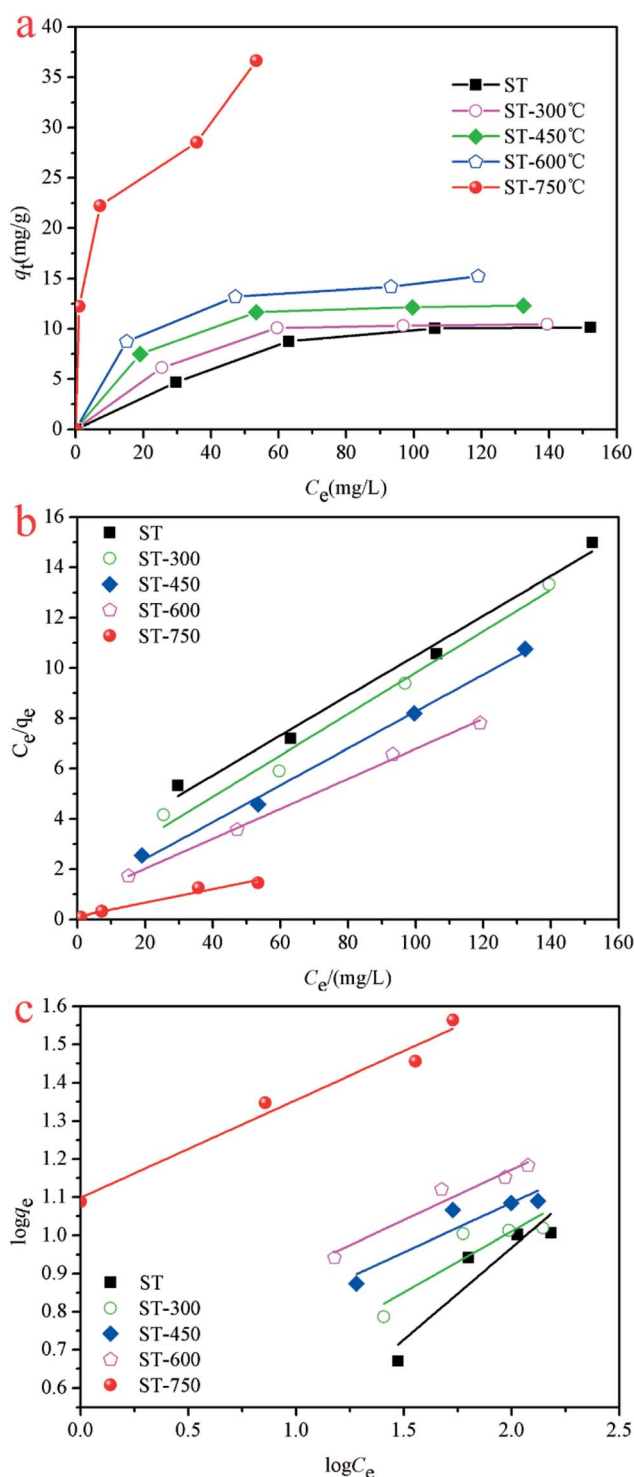 a
40
35
30
25
20
15
10
5
0
qt(mg/g)
ST
ST-300℃
ST-450℃
ST-600℃
ST-750℃
0 20 40 60 80 100 120 140 160
Ce(mg/L)
b
16
14
12
10
8
6
4
2
0
Ce/qe
ST
ST-300
ST-450
ST-600
ST-750
0 20 40 60 80 100 120 140 160
Ce/(mg/L)
c
1.6
1.5
1.4
1.3
1.2
1.1
1.0
0.9
0.8
0.7
0.6
logqe
ST
ST-300
ST-450
ST-600
ST-750
0.0 0.5 1.0 1.5 2.0 2.5
logCe